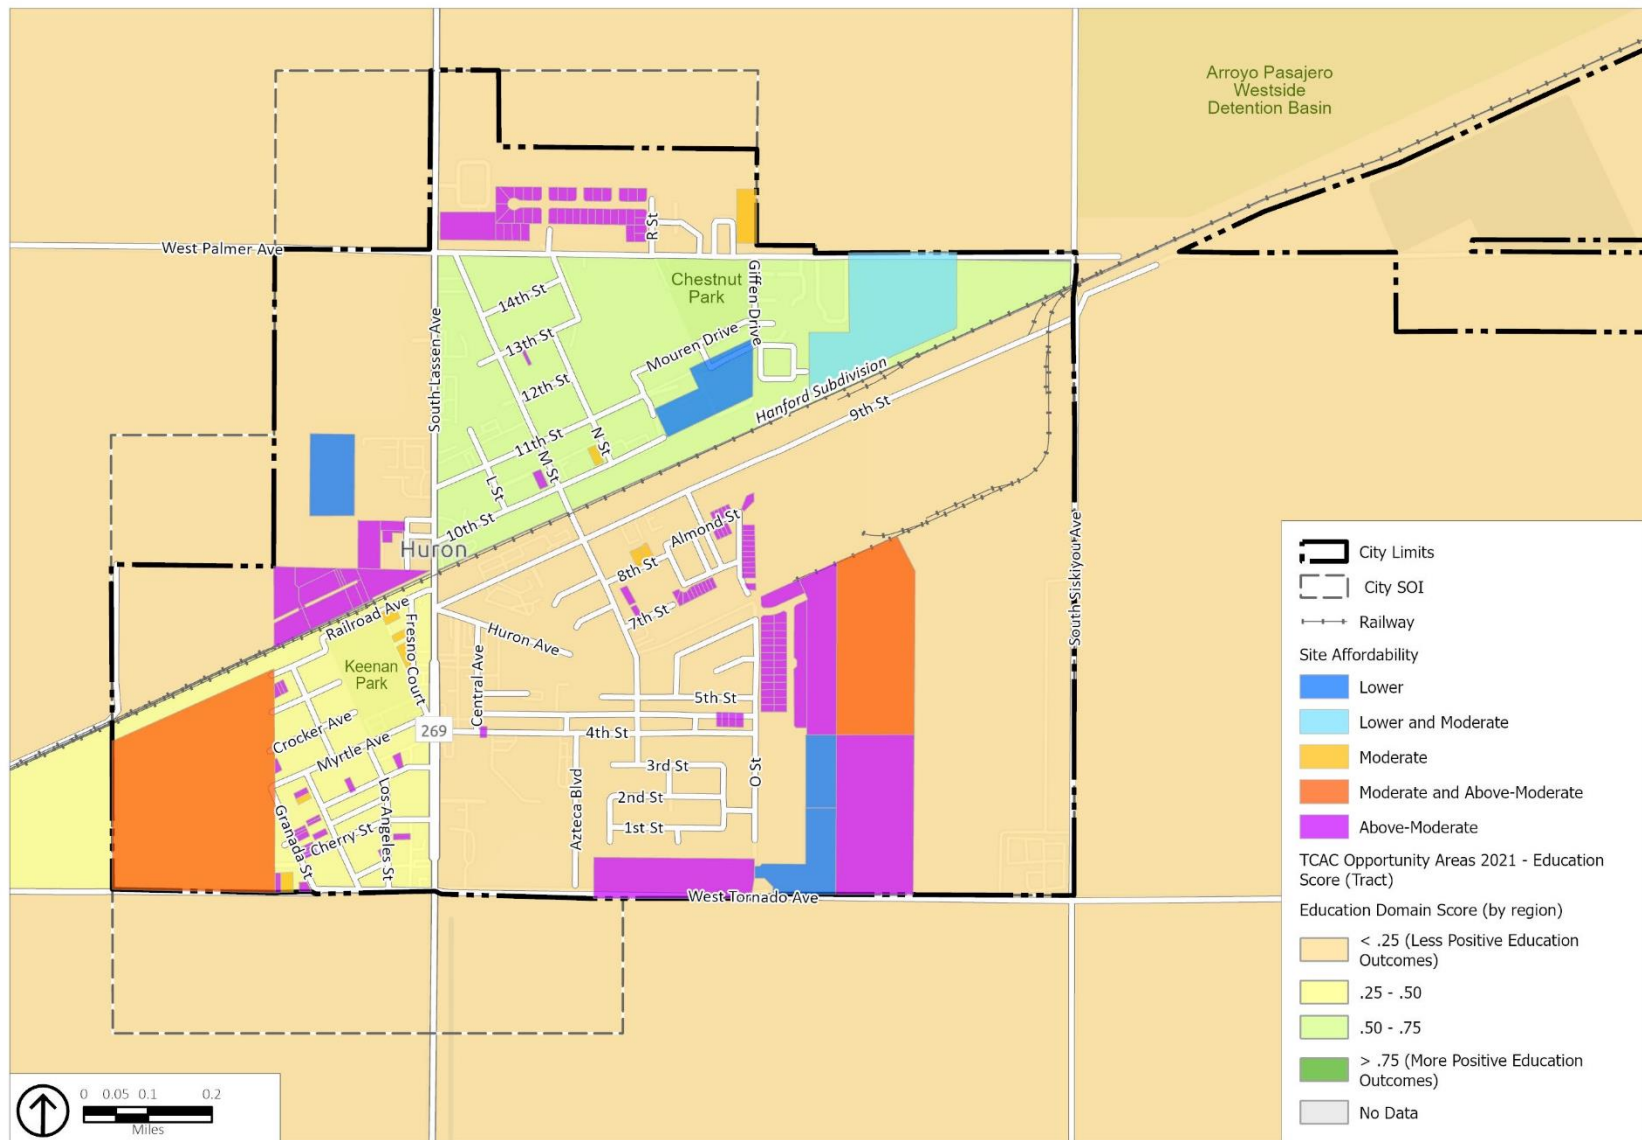 Arroyo Pasajero
Westside
Detention Basin
West Palmer Ave
R St
Chestnut
Park
Giffen Drive
14th St
13th St
12th St
Mouren Drive
South Lassen Ave
Hanford Subdivision
9th St
11th St
N St
M St
L St
10th St
Huron
Almond St
8th St
7th St
South Siskiyou Ave
Railroad Ave
Fresno Court
Huron Ave
Keenan
Park
Central Ave
5th St
269
4th St
Crocker Ave
Myrtle Ave
3rd St
O St
2nd St
1st St
Azteca Blvd
Los Angeles St
Granada St
Cherry St
West Tornado Ave
City Limits
City SOI
Railway
Site Affordability
Lower
Lower and Moderate
Moderate
Moderate and Above-Moderate
Above-Moderate
TCAC Opportunity Areas 2021 - Education
Score (Tract)
Education Domain Score (by region)
< .25 (Less Positive Education
Outcomes)
.25 - .50
.50 - .75
> .75 (More Positive Education
Outcomes)
No Data
0 0.05 0.1 0.2
Miles